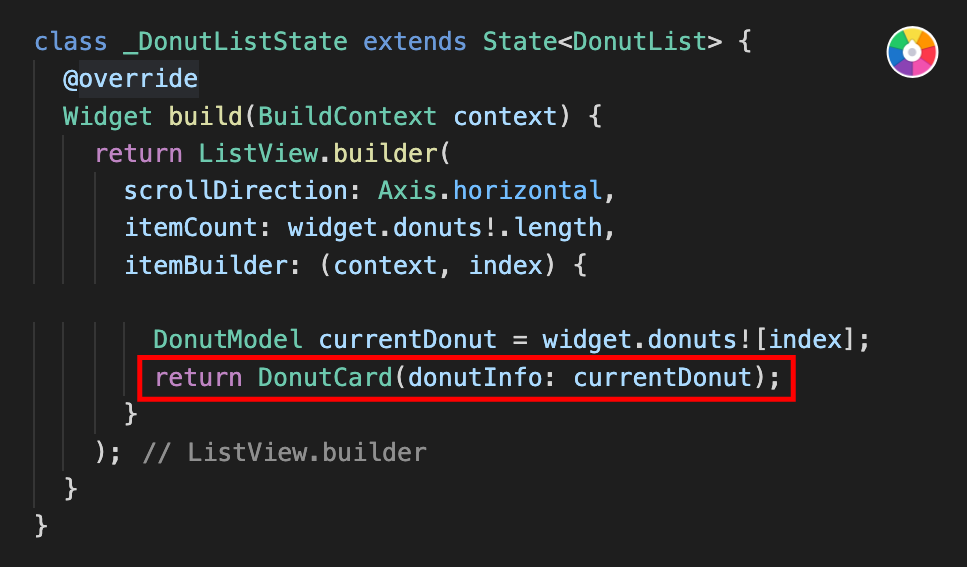 class _DonutListState extends State<DonutList> {
@override
Widget build(BuildContext context) {
return ListView.builder(
scrollDirection: Axis.horizontal,
itemCount: widget.donuts!.length,
itemBuilder: (context, index) {
DonutModel currentDonut = widget.donuts![index];
return DonutCard(donutInfo: currentDonut);
}
); // ListView.builder
}
}